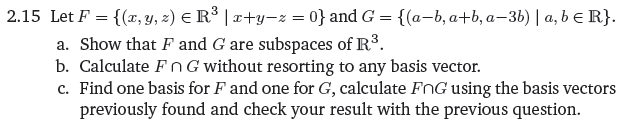 2.15 Let F = {(x, y, z) ∈ ℝ³ | x+y−z = 0} and G = {(a−b, a+b, a−3b) | a, b ∈ ℝ}.
a. Show that F and G are subspaces of ℝ³.
b. Calculate F ∩ G without resorting to any basis vector.
c. Find one basis for F and one for G, calculate F∩G using the basis vectors
previously found and check your result with the previous question.